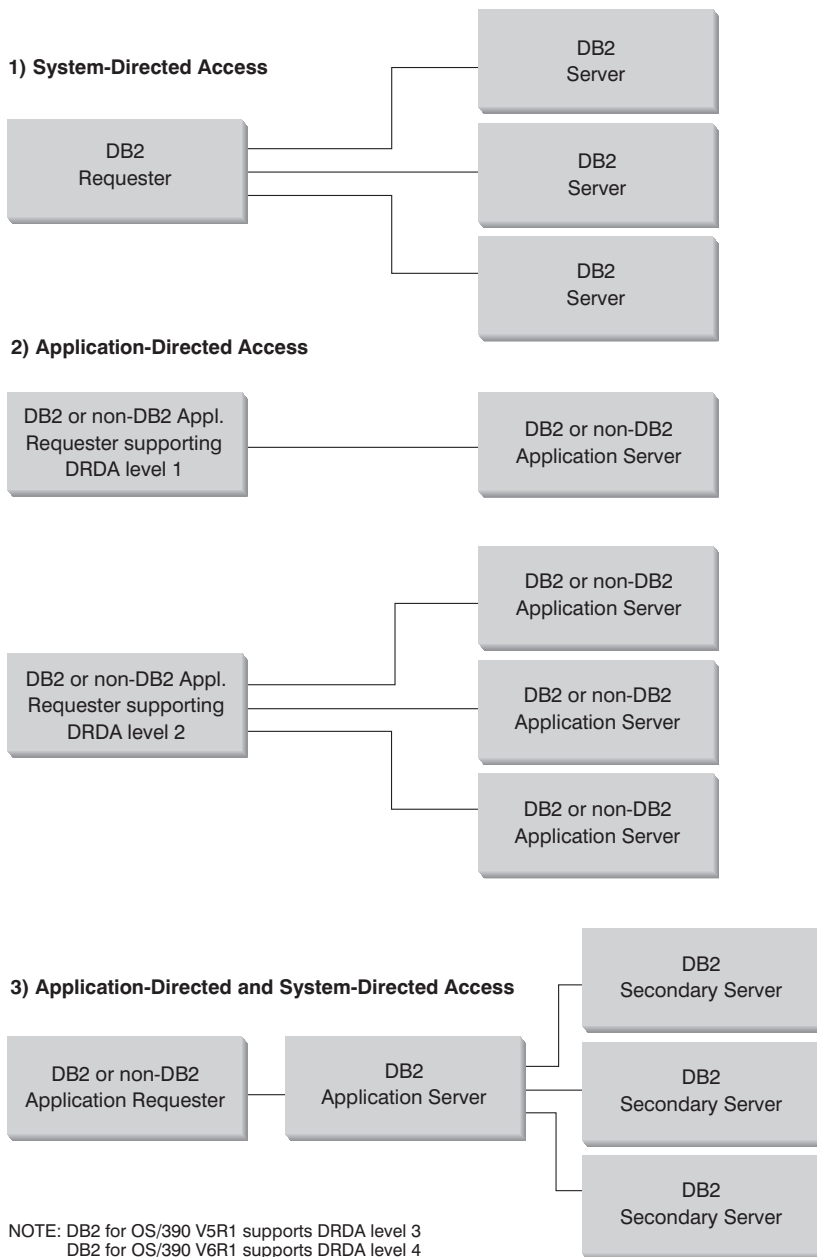 1) System-Directed Access
DB2
Requester
DB2
Server
DB2
Server
DB2
Server
2) Application-Directed Access
DB2 or non-DB2 Appl.
Requester supporting
DRDA level 1
DB2 or non-DB2
Application Server
DB2 or non-DB2 Appl.
Requester supporting
DRDA level 2
DB2 or non-DB2
Application Server
DB2 or non-DB2
Application Server
DB2 or non-DB2
Application Server
3) Application-Directed and System-Directed Access
DB2 or non-DB2
Application Requester
DB2
Application Server
DB2
Secondary Server
DB2
Secondary Server
DB2
Secondary Server
NOTE: DB2 for OS/390 V5R1 supports DRDA level 3
DB2 for OS/390 V6R1 supports DRDA level 4